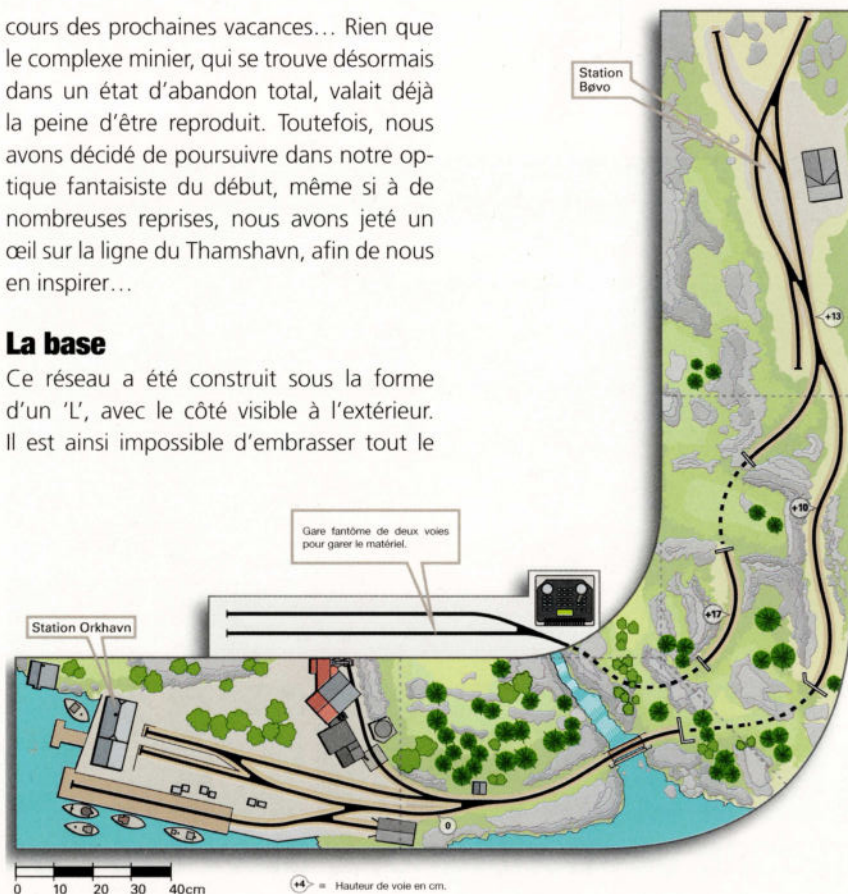 cours des prochaines vacances… Rien que
le complexe minier, qui se trouve désormais
dans un état d’abandon total, valait déjà
la peine d’être reproduit. Toutefois, nous
avons décidé de poursuivre dans notre op-
tique fantaisiste du début, même si à de
nombreuses reprises, nous avons jeté un
œil sur la ligne du Thamshavn, afin de nous
en inspirer…
La base
Ce réseau a été construit sous la forme
d’un ‘L’, avec le côté visible à l’extérieur.
Il est ainsi impossible d’embrasser tout le
Station
Bøvo
+13
+10
+17
Gare fantôme de deux voies
pour garer le matériel.
Station Orkhavn
0
0 10 20 30 40cm
+4 = Hauteur de voie en cm.